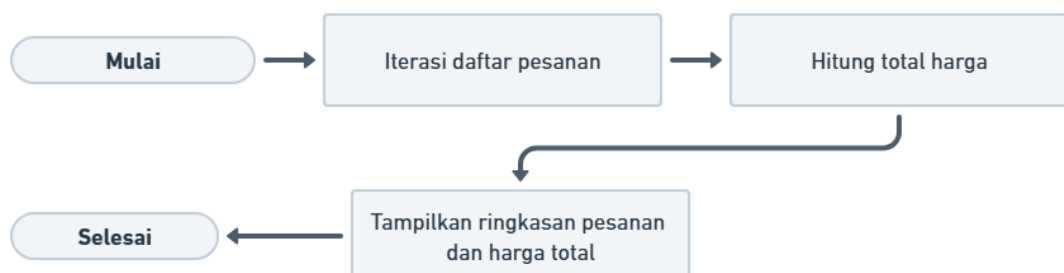 Mulai
Iterasi daftar pesanan
Hitung total harga
Tampilkan ringkasan pesanan
dan harga total
Selesai